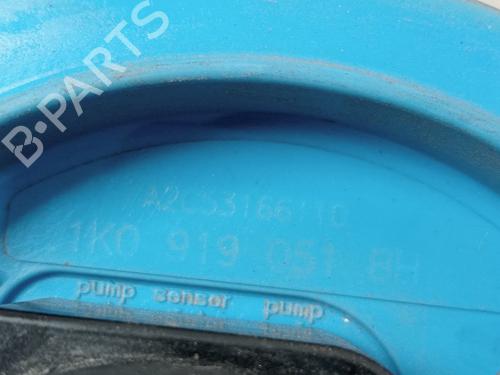 B-PARTS
A2C53166110
1K0 919 051 BH
pump sensor pump